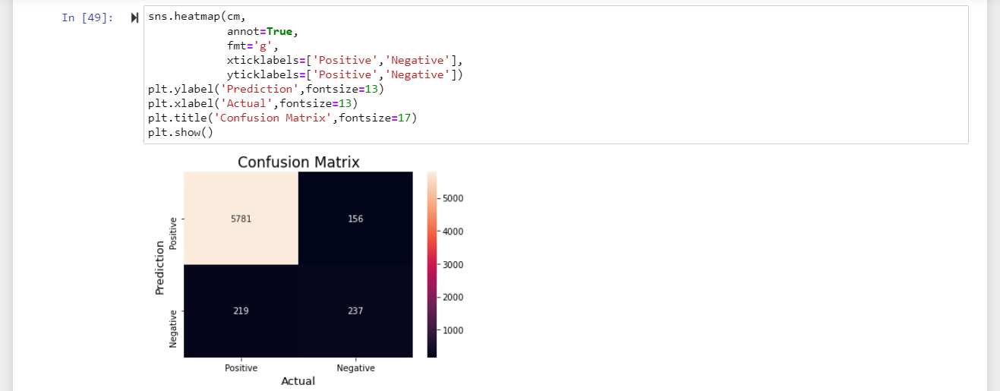 In [49]:
sns.heatmap(cm,
annot=True,
fmt='g',
xticklabels=['Positive','Negative'],
yticklabels=['Positive','Negative'])
plt.ylabel('Prediction',fontsize=13)
plt.xlabel('Actual',fontsize=13)
plt.title('Confusion Matrix',fontsize=17)
plt.show()
Confusion Matrix
Prediction
Positive
Negative
5781
156
219
237
Positive
Negative
Actual
5000
4000
3000
2000
1000